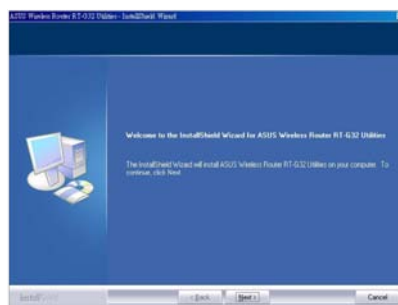 ASUS Wireless Router RT-G32 Utilities - InstallShield Wizard
Welcome to the InstallShield Wizard for ASUS Wireless Router RT-G32 Utilities
The InstallShield Wizard will install ASUS Wireless Router RT-G32 Utilities on your computer. To
continue, click Next.
InstallShield
< Back
Next >
Cancel